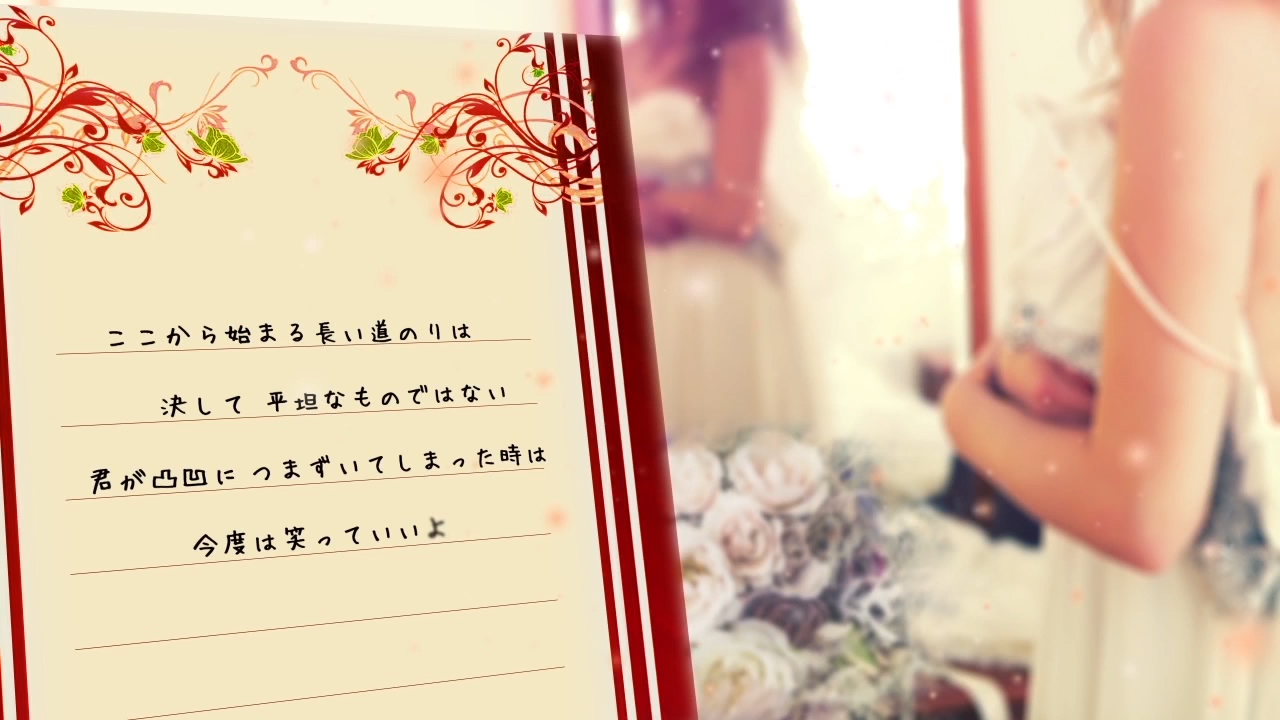 ここから始まる長い道のりは
決して 平坦なものではない
君が凸凹に つまずいてしまった時は
今度は笑っていいよ